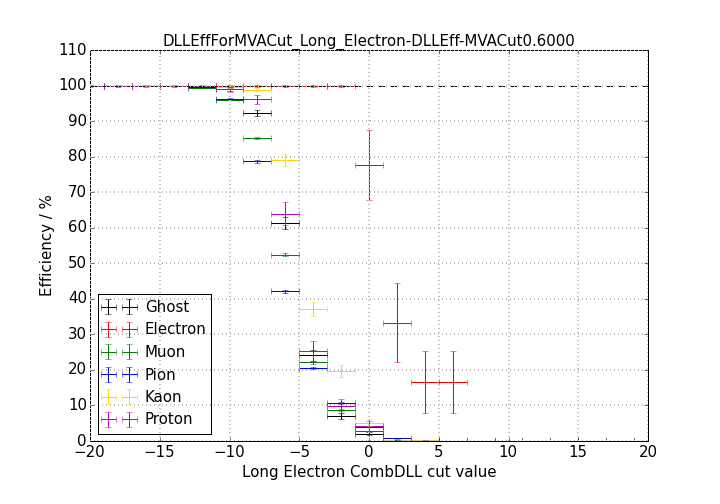 DLLEffForMVACut_Long_Electron-DLLEff-MVACut0.6000
110
100
90
80
70
60
50
40
30
20
10
0
Efficiency / %
Ghost
Electron
Muon
Pion
Kaon
Proton
−20 −15 −10 −5 0 5 10 15 20
Long Electron CombDLL cut value